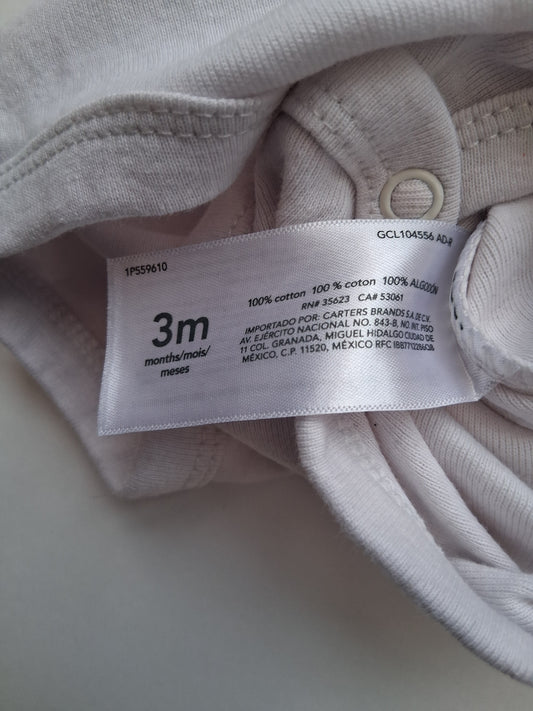 GCL104556 AD-R
1P559610
3m
months/mois/
meses
100% cotton 100 % coton 100% ALGODÓN
RN# 35623 CA# 53061
IMPORTADO POR: CARTERS BRANDS S.A. DE C.V.
AV. EJÉRCITO NACIONAL NO. 843-B, NO. INT. PISO
11 COL. GRANADA, MIGUEL HIDALGO CIUDAD DE
MÉXICO, C.P. 11520, MÉXICO RFC